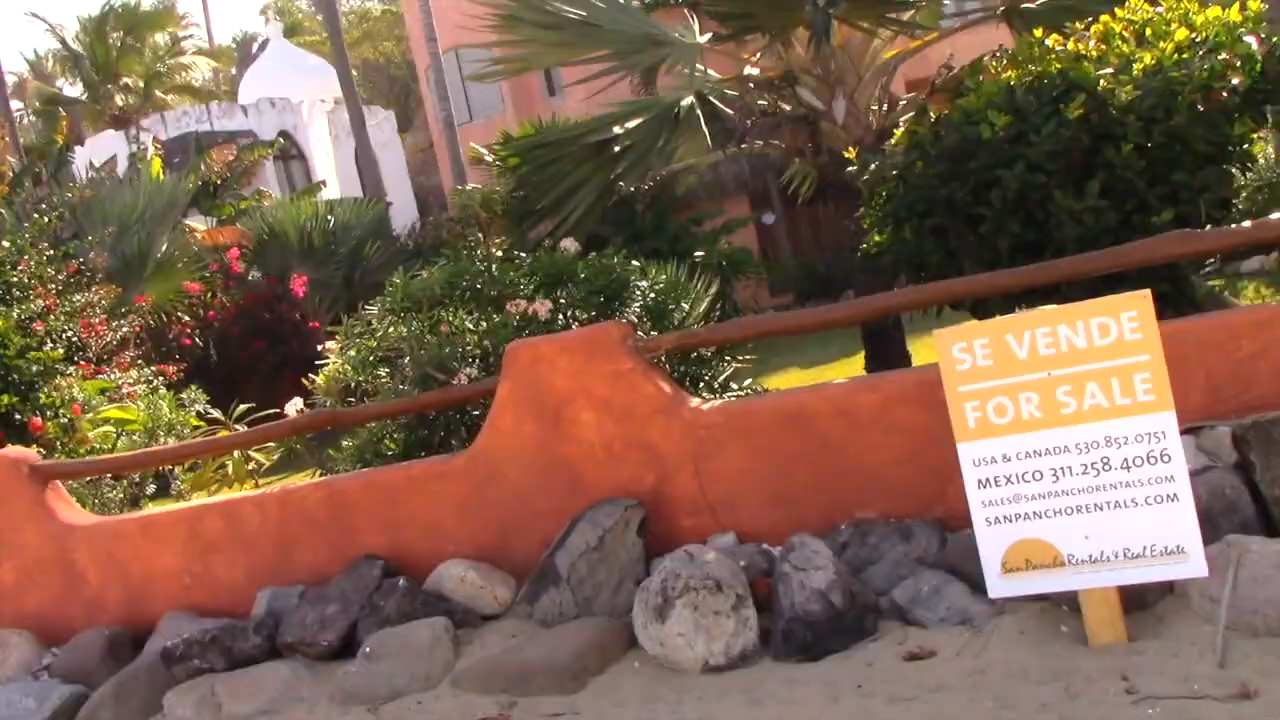 SE VENDE
FOR SALE
USA & CANADA 530.852.0751
MEXICO 311.258.4066
SALES@SANPANCHORENTALS.COM
SANPANCHORENTALS.COM
San Pancho Rentals & Real Estate